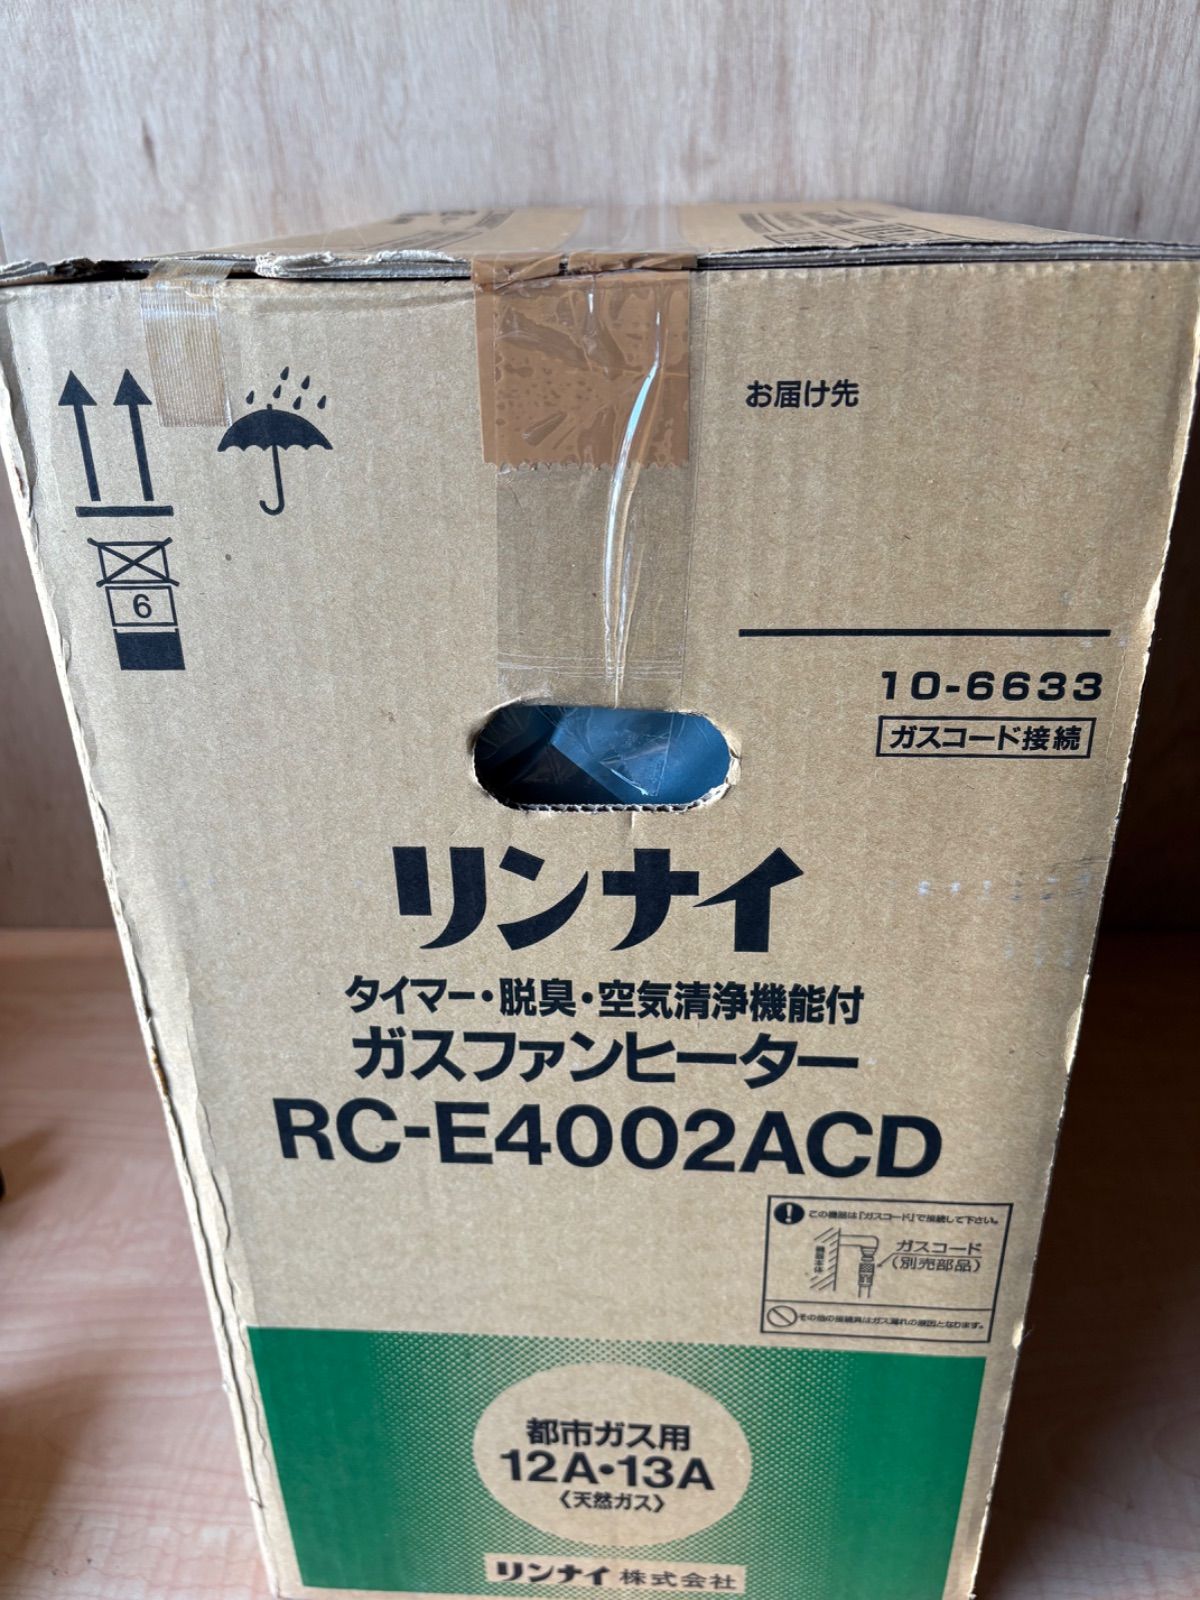 お届け先
6
10-6633
ガスコード接続
リンナイ
タイマー・脱臭・空気清浄機能付
ガスファンヒーター
RC-E4002ACD
この機器は「ガスコード」で接続して下さい。
機器本体
ガスコード
(別売部品)
その他の接続具はガス漏れの原因となります。
都市ガス用
12A・13A
〈天然ガス〉
リンナイ株式会社